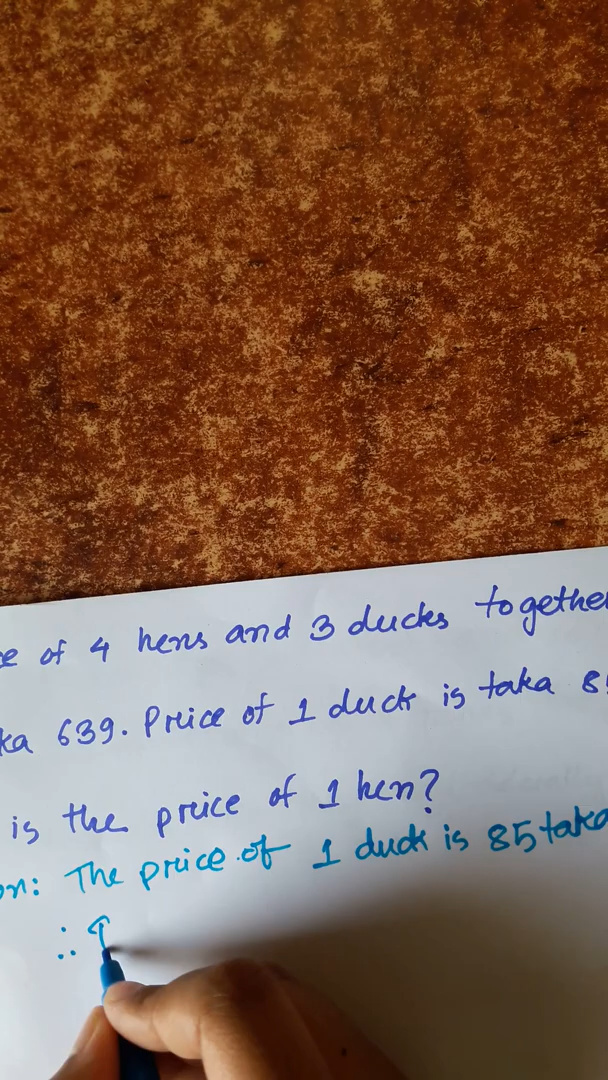 of 4 hens and 3 ducks together
639. Price of 1 duck is taka
is the price of 1 hen?
The price of 1 duck is 85 taka
∴